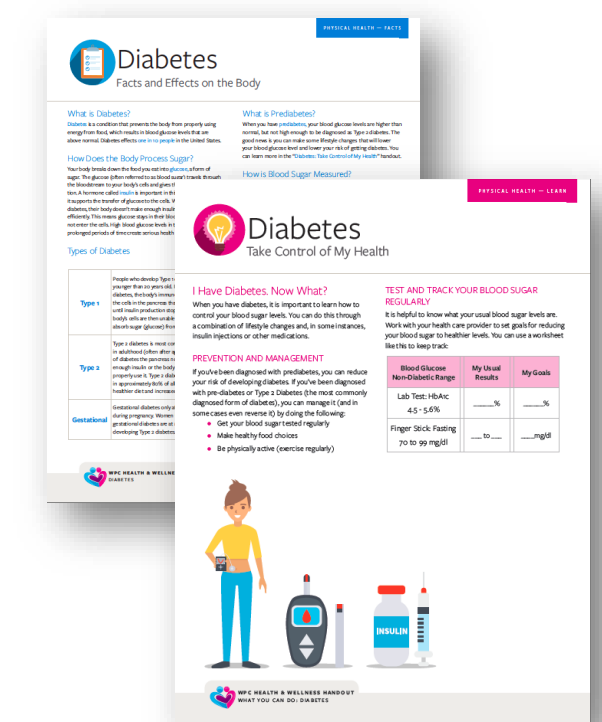 PHYSICAL HEALTH — FACTS
Diabetes
Facts and Effects on the Body
What is Diabetes?
Diabetes is a condition that prevents the body from properly using
energy from food, which results in blood glucose levels that are
above normal. Diabetes effects one in 10 people in the United States.
How Does the Body Process Sugar?
Your body breaks down the food you eat into glucose, a form of
sugar. The glucose (often referred to as blood sugar) travels through
the bloodstream to your body's cells and gives
tion. A hormone called insulin is important in
it supports the transfer of glucose to the cells.
diabetes, their body doesn't make enough
efficiently. This means glucose stays in their
not enter the cells. High blood glucose levels in
prolonged periods of time create serious
Types of Diabetes
Type 1
People who develop Type 1
younger than 20 years old.
diabetes, the body's
the cells in the pancreas
until insulin production
body's cells are then unable
absorb sugar (glucose)
Type 2
Type 2 diabetes is most
in adulthood (often after
of diabetes the pancreas
enough insulin or the body
properly use it. Type 2
in approximately 80% of
healthier diet and
Gestational
Gestational diabetes only
during pregnancy. Women
gestational diabetes are at
developing Type 2
What is Prediabetes?
When you have prediabetes, your blood glucose levels are higher than
normal, but not high enough to be diagnosed as Type 2 diabetes. The
good news is you can make some lifestyle changes that will lower
your blood glucose level and lower your risk of getting diabetes. You
can learn more in the "Diabetes: Take Control of My Health" handout.
How is Blood Sugar Measured?
WPC HEALTH &
DIABETES
PHYSICAL HEALTH — LEARN
Diabetes
Take Control of My Health
I Have Diabetes. Now What?
When you have diabetes, it is important to learn how to
control your blood sugar levels. You can do this through
a combination of lifestyle changes and, in some instances,
insulin injections or other medications.
PREVENTION AND MANAGEMENT
If you've been diagnosed with prediabetes, you can reduce
your risk of developing diabetes. If you've been diagnosed
with pre-diabetes or Type 2 Diabetes (the most commonly
diagnosed form of diabetes), you can manage it (and in
some cases even reverse it) by doing the following:
• Get your blood sugar tested regularly
• Make healthy food choices
• Be physically active (exercise regularly)
TEST AND TRACK YOUR BLOOD SUGAR
REGULARLY
It is helpful to know what your usual blood sugar levels are.
Work with your health care provider to set goals for reducing
your blood sugar to healthier levels. You can use a worksheet
like this to keep track:
Blood Glucose My Usual My Goals
Non-Diabetic Range Results
Lab Test: HbA1c
4.5 - 5.6% ____% ____%
Finger Stick: Fasting
70 to 99 mg/dl ___ to ___ ____mg/dl
INSULIN
WPC HEALTH & WELLNESS HANDOUT
WHAT YOU CAN DO: DIABETES